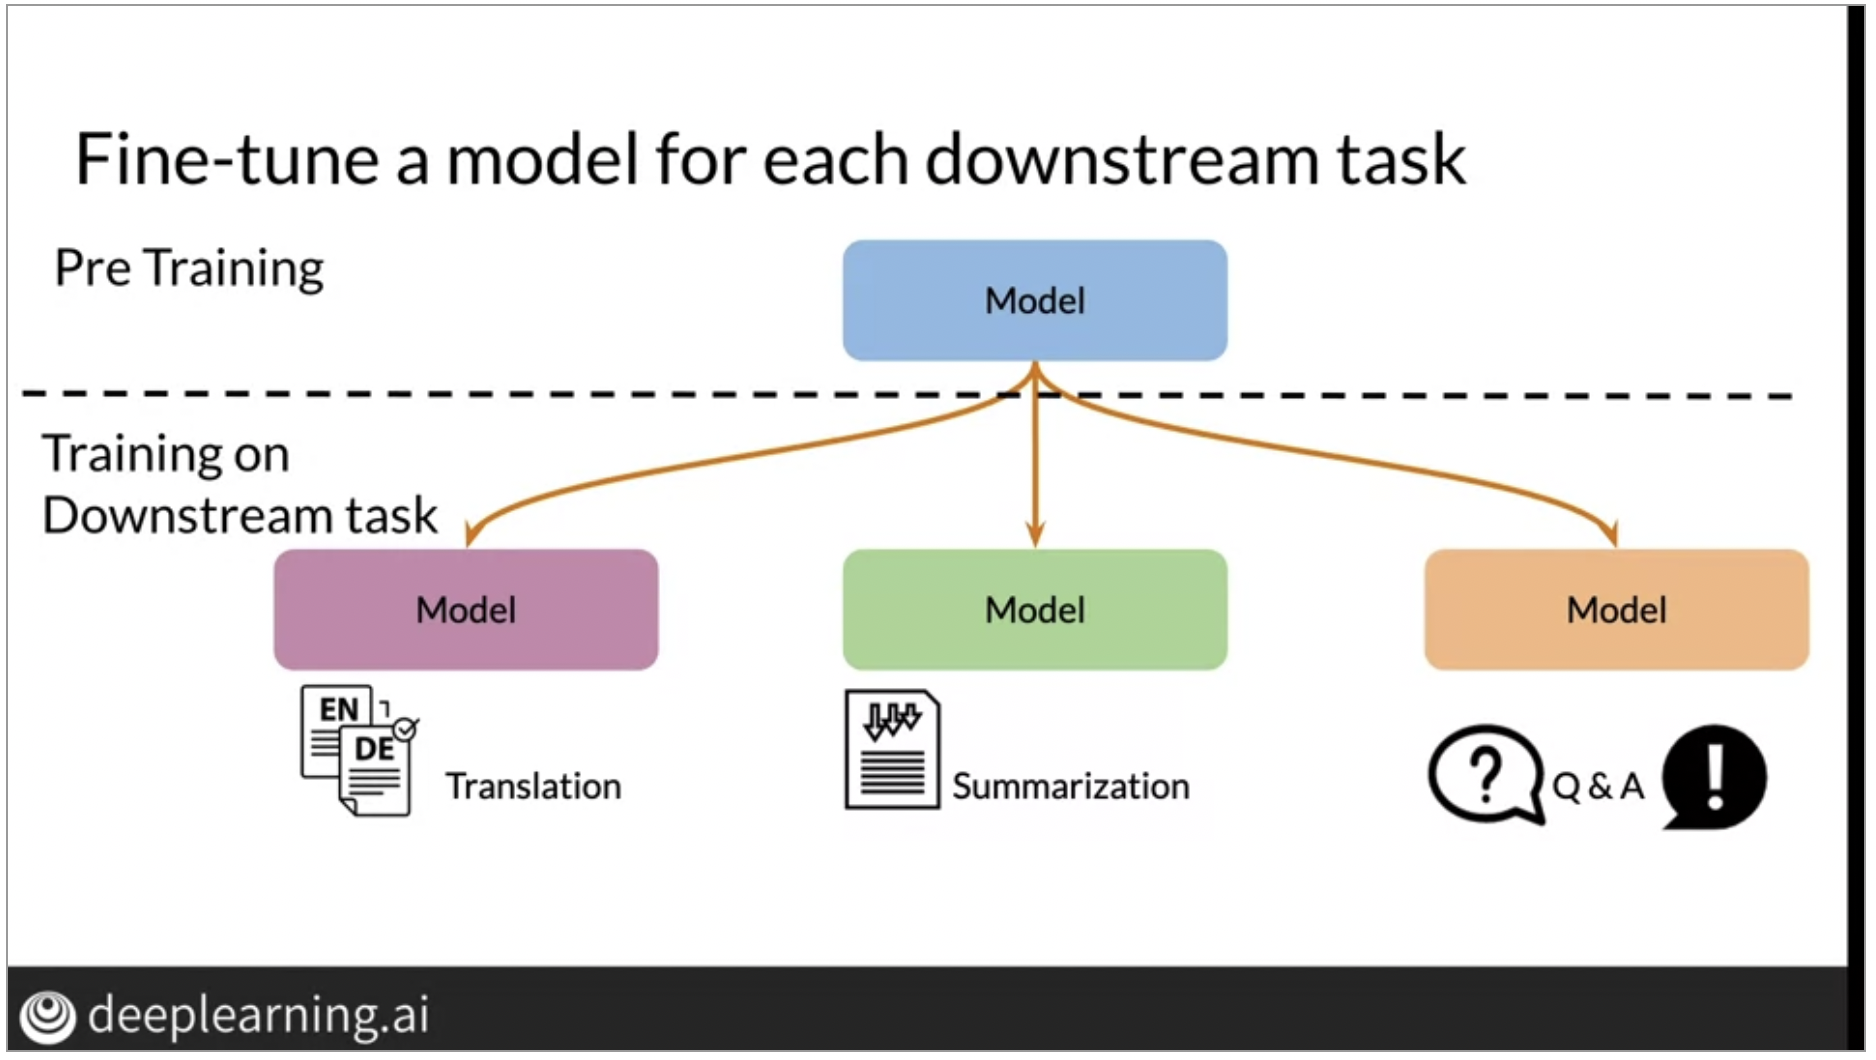 Fine-tune a model for each downstream task
Pre Training
Model
Training on
Downstream task
Model
Model
Model
EN
DE
Translation
Summarization
?
Q & A
!
deeplearning.ai